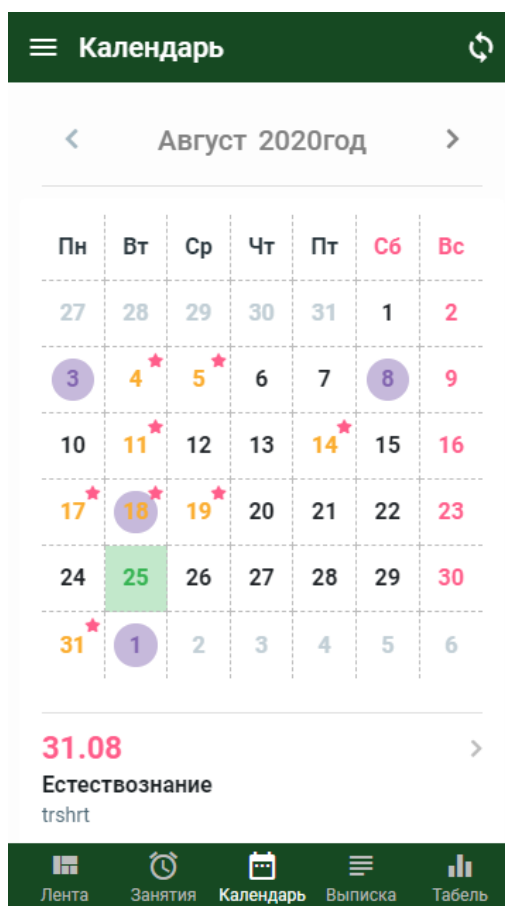 Календарь
Август 2020год
Пн Вт Ср Чт Пт Сб Вс
27 28 29 30 31 1 2
3 4 5 6 7 8 9
10 11 12 13 14 15 16
17 18 19 20 21 22 23
24 25 26 27 28 29 30
31 1 2 3 4 5 6
31.08
Естествознание
trshrt
Лента Занятия Календарь Выписка Табель